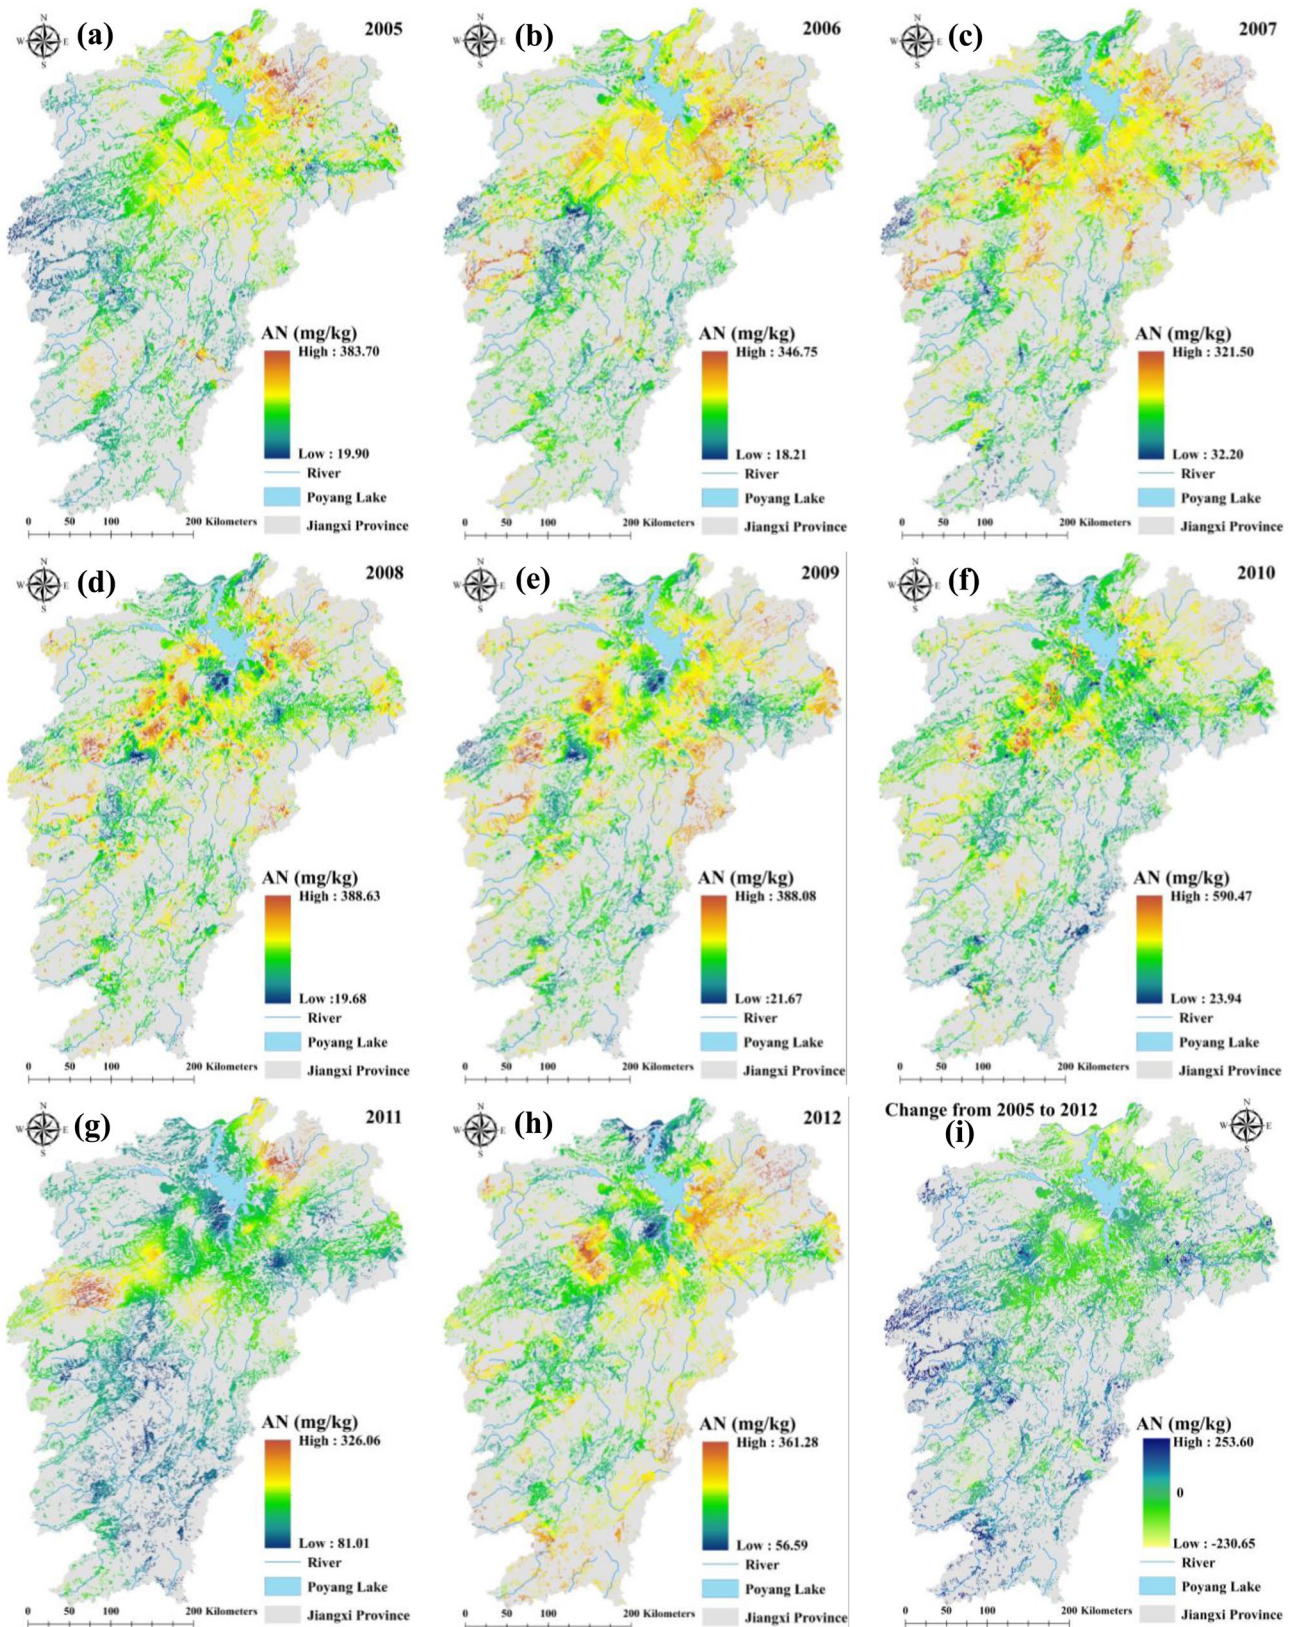 N
W E
S
(a)
2005
AN (mg/kg)
High : 383.70
Low : 19.90
River
Poyang Lake
Jiangxi Province
0 50 100 200 Kilometers
N
W E
S
(b)
2006
AN (mg/kg)
High : 346.75
Low : 18.21
River
Poyang Lake
Jiangxi Province
0 50 100 200 Kilometers
N
W E
S
(c)
2007
AN (mg/kg)
High : 321.50
Low : 32.20
River
Poyang Lake
Jiangxi Province
0 50 100 200 Kilometers
N
W E
S
(d)
2008
AN (mg/kg)
High : 388.63
Low :19.68
River
Poyang Lake
Jiangxi Province
0 50 100 200 Kilometers
N
W E
S
(e)
2009
AN (mg/kg)
High : 388.08
Low :21.67
River
Poyang Lake
Jiangxi Province
0 50 100 200 Kilometers
N
W E
S
(f)
2010
AN (mg/kg)
High : 590.47
Low : 23.94
River
Poyang Lake
Jiangxi Province
0 50 100 200 Kilometers
N
W E
S
(g)
2011
AN (mg/kg)
High : 326.06
Low : 81.01
River
Poyang Lake
Jiangxi Province
0 50 100 200 Kilometers
N
W E
S
(h)
2012
AN (mg/kg)
High : 361.28
Low : 56.59
River
Poyang Lake
Jiangxi Province
0 50 100 200 Kilometers
Change from 2005 to 2012
(i)
N
W E
S
AN (mg/kg)
High : 253.60
0
Low : -230.65
River
Poyang Lake
Jiangxi Province
0 50 100 200 Kilometers